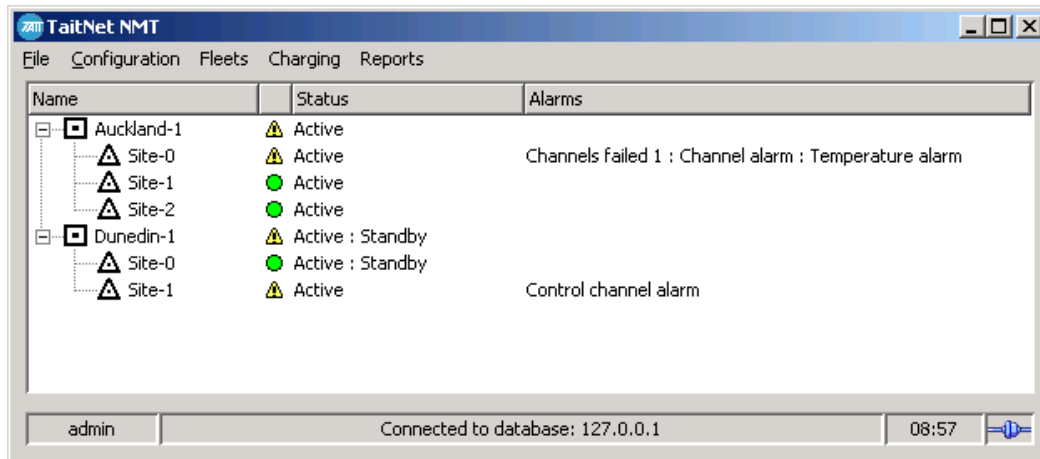 TAIT TaitNet NMT
File Configuration Fleets Charging Reports
Name Status Alarms
Auckland-1 Active
Site-0 Active Channels failed 1 : Channel alarm : Temperature alarm
Site-1 Active
Site-2 Active
Dunedin-1 Active : Standby
Site-0 Active : Standby
Site-1 Active Control channel alarm
admin Connected to database: 127.0.0.1 08:57